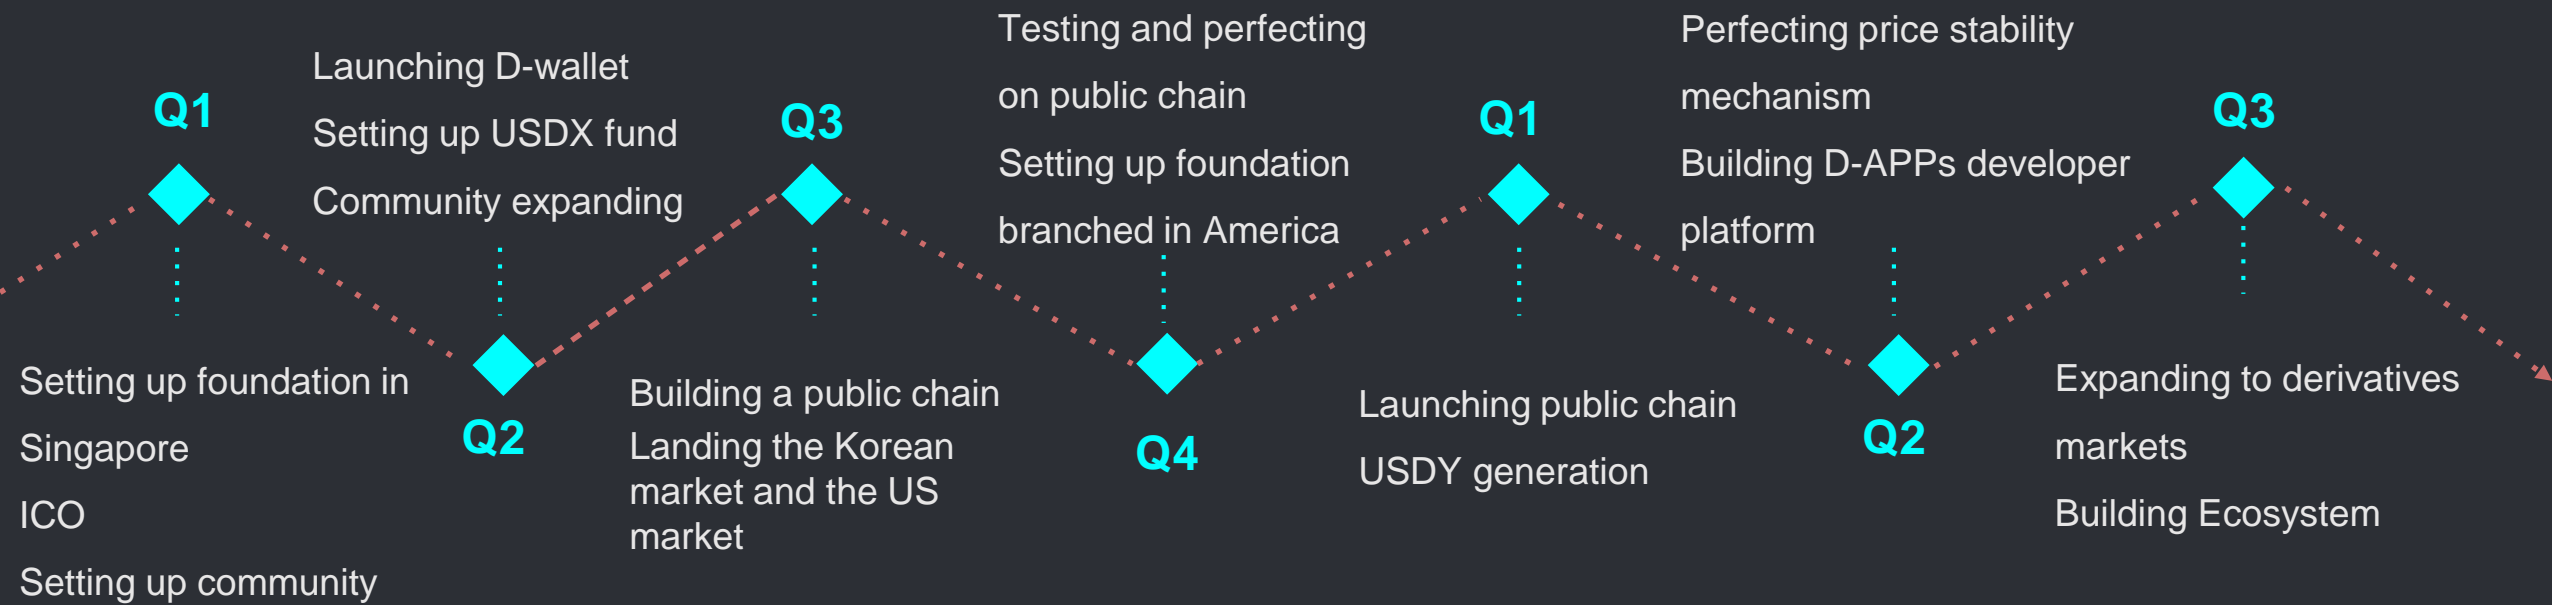 Q1
Setting up foundation in
Singapore
ICO
Setting up community
Launching D-wallet
Setting up USDX fund
Community expanding
Q2
Q3
Building a public chain
Landing the Korean
market and the US
market
Testing and perfecting
on public chain
Setting up foundation
branched in America
Q4
Q1
Launching public chain
USDY generation
Perfecting price stability
mechanism
Building D-APPs developer
platform
Q2
Q3
Expanding to derivatives
markets
Building Ecosystem